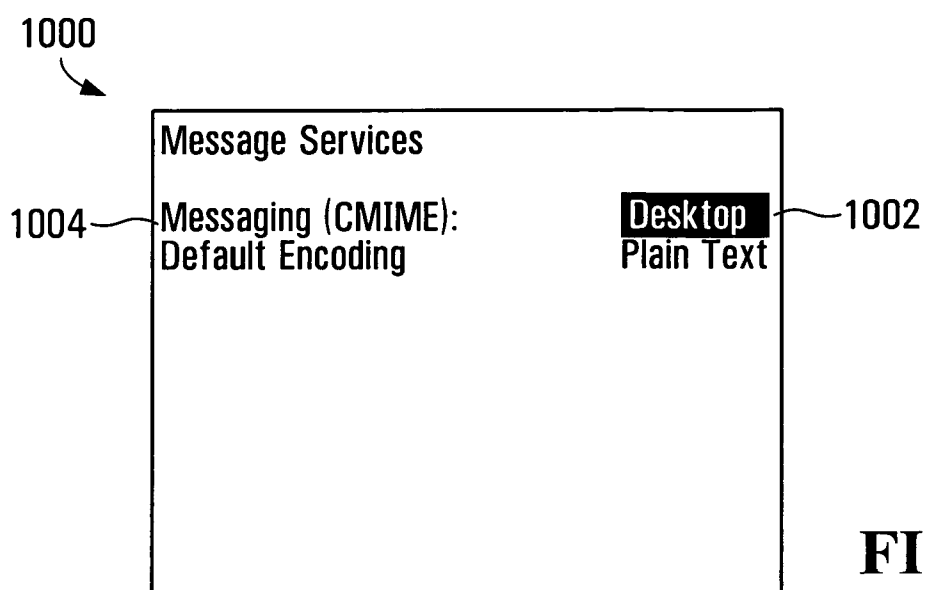 1000
Message Services
1004 Messaging (CMIME): Desktop 1002
Default Encoding Plain Text
FI